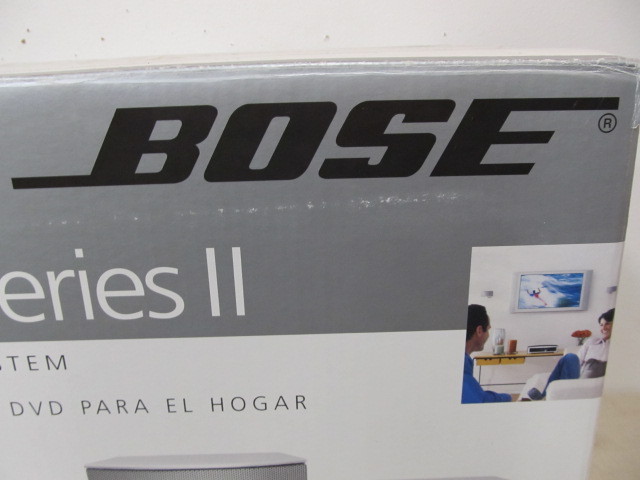 BOSE ®
eries II
STEM
DVD PARA EL HOGAR